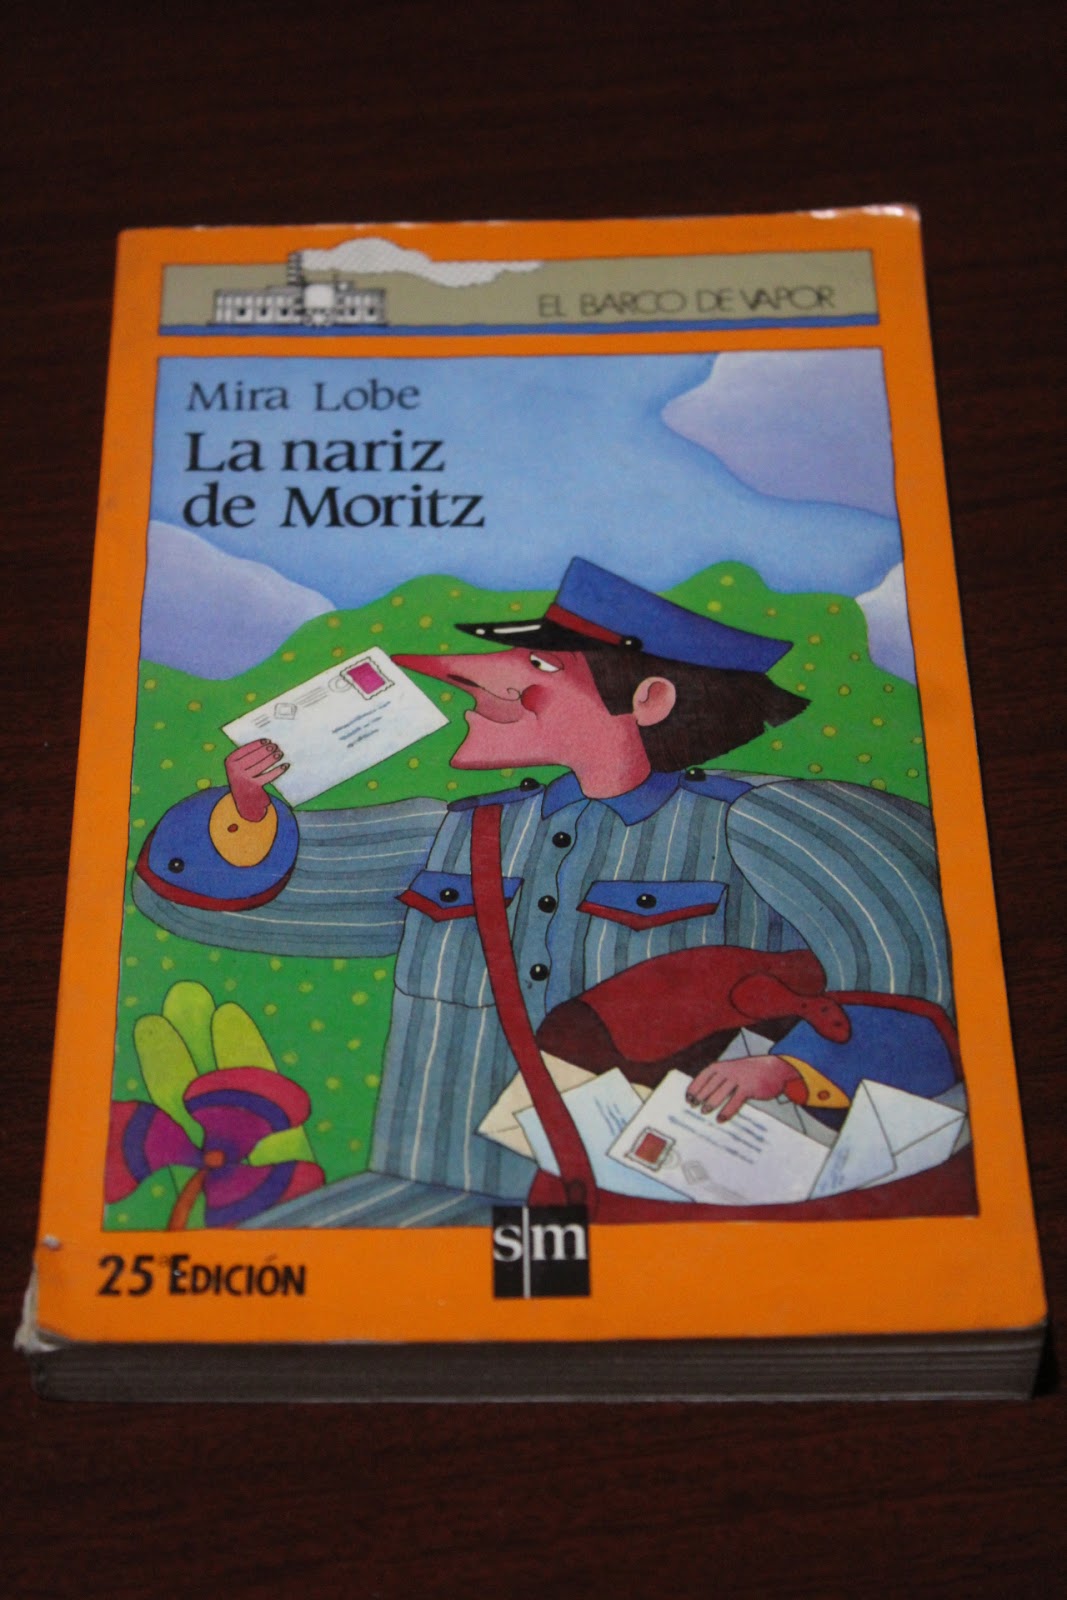 EL BARCO DE VAPOR
Mira Lobe
La nariz
de Moritz
25ª EDICIÓN
sm